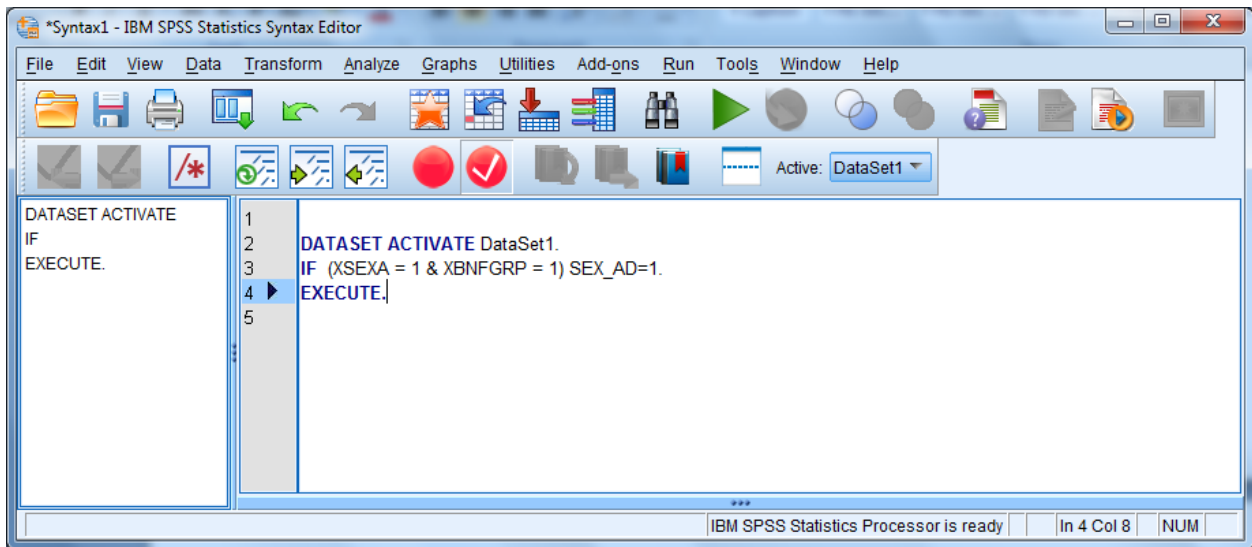 *Syntax1 - IBM SPSS Statistics Syntax Editor
File Edit View Data Transform Analyze Graphs Utilities Add-ons Run Tools Window Help
/*
Active: DataSet1
DATASET ACTIVATE
IF
EXECUTE.
1
2 DATASET ACTIVATE DataSet1.
3 IF (XSEXA = 1 & XBNFGRP = 1) SEX_AD=1.
4 EXECUTE.
5
IBM SPSS Statistics Processor is ready In 4 Col 8 NUM